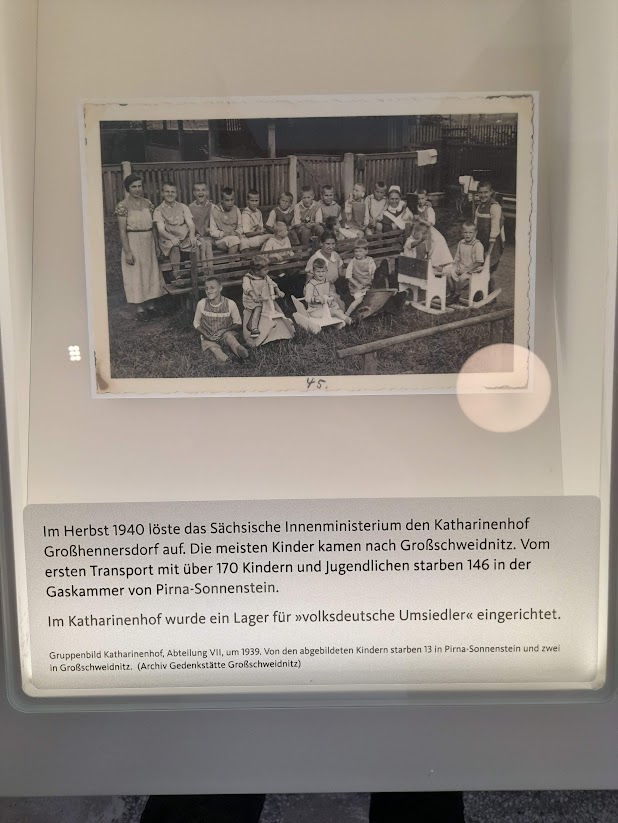 45.
Im Herbst 1940 löste das Sächsische Innenministerium den Katharinenhof
Großhennersdorf auf. Die meisten Kinder kamen nach Großschweidnitz. Vom
ersten Transport mit über 170 Kindern und Jugendlichen starben 146 in der
Gaskammer von Pirna-Sonnenstein.
Im Katharinenhof wurde ein Lager für »volksdeutsche Umsiedler« eingerichtet.
Gruppenbild Katharinenhof, Abteilung VII, um 1939. Von den abgebildeten Kindern starben 13 in Pirna-Sonnenstein und zwei
in Großschweidnitz. (Archiv Gedenkstätte Großschweidnitz)